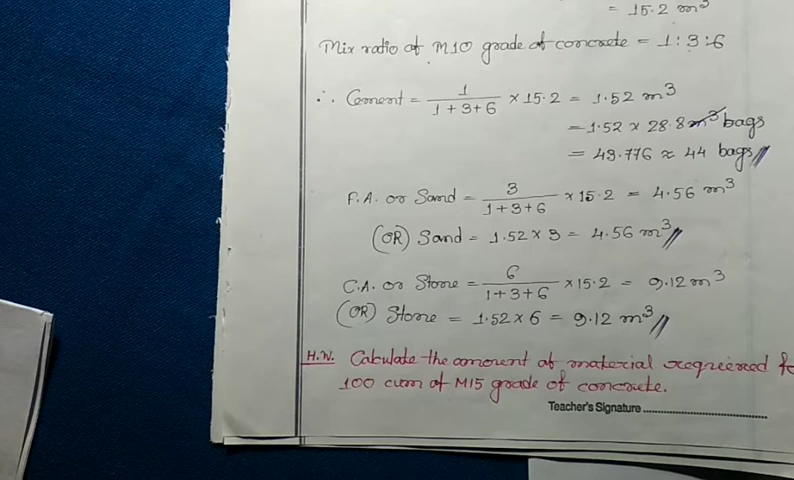 = 15.2 m³
Mix ratio of M10 grade of concrete = 1:3:6
∴ Cement = 1/(1+3+6) × 15.2 = 1.52 m³
= 1.52 × 28.8 m³ bags
= 43.776 ≈ 44 bags
F.A. or Sand = 3/(1+3+6) × 15.2 = 4.56 m³
(OR) Sand = 1.52 × 3 = 4.56 m³
C.A. or Stone = 6/(1+3+6) × 15.2 = 9.12 m³
(OR) Stone = 1.52 × 6 = 9.12 m³
H.W. Calculate the amount of material reqreired fo
100 cum of M15 grade of concrete.
Teacher's Signature